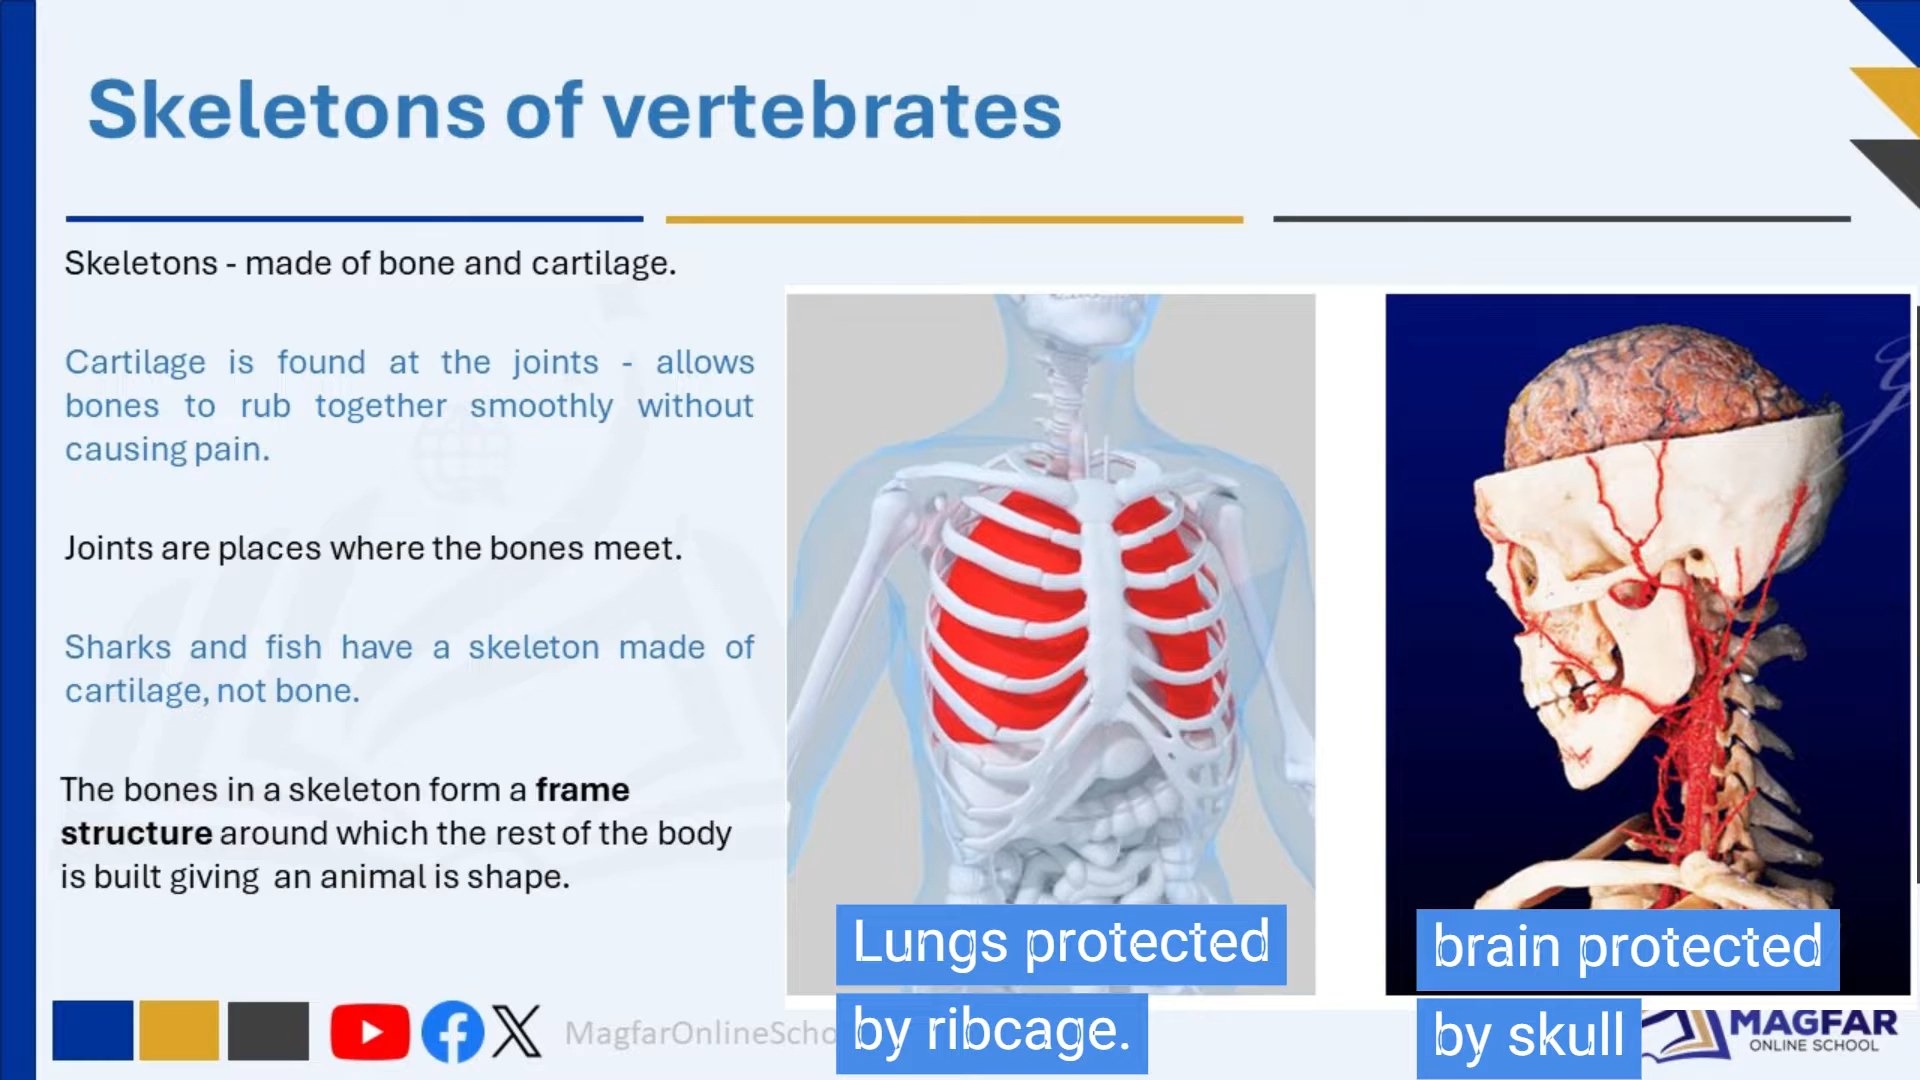 Skeletons of vertebrates
Skeletons - made of bone and cartilage.
Cartilage is found at the joints - allows
bones to rub together smoothly without
causing pain.
Joints are places where the bones meet.
Sharks and fish have a skeleton made of
cartilage, not bone.
The bones in a skeleton form a frame
structure around which the rest of the body
is built giving an animal is shape.
Lungs protected
by ribcage.
brain protected
by skull
MagfarOnlineScho
MAGFAR
ONLINE SCHOOL